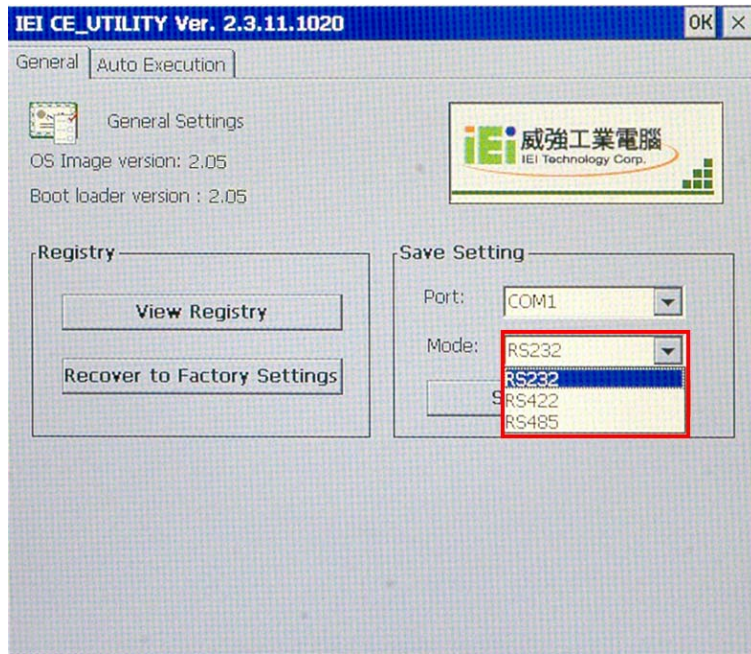 IEI CE_UTILITY Ver. 2.3.11.1020
OK ×
General
Auto Execution
General Settings
OS Image version: 2.05
Boot loader version : 2.05
iEi 威強工業電腦
IEI Technology Corp.
Registry
View Registry
Recover to Factory Settings
Save Setting
Port: COM1
Mode: RS232
RS232
RS422
RS485
S